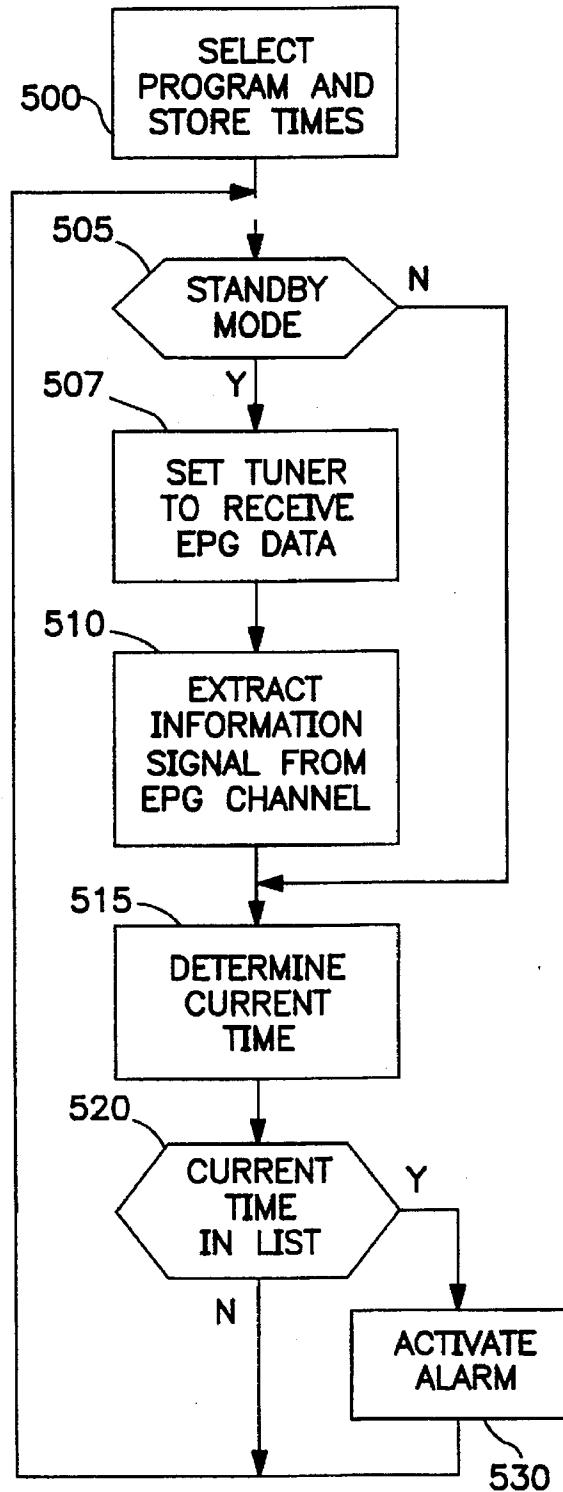 SELECT
PROGRAM AND
STORE TIMES
500
505
STANDBY
MODE
N
Y
507
SET TUNER
TO RECEIVE
EPG DATA
510
EXTRACT
INFORMATION
SIGNAL FROM
EPG CHANNEL
515
DETERMINE
CURRENT
TIME
520
CURRENT
TIME
IN LIST
Y
N
ACTIVATE
ALARM
530